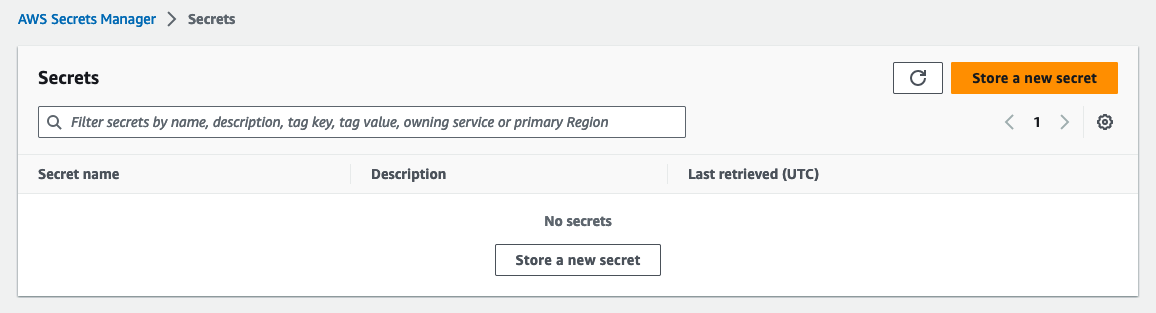 AWS Secrets Manager > Secrets
Secrets
Store a new secret
Filter secrets by name, description, tag key, tag value, owning service or primary Region
1
Secret name Description Last retrieved (UTC)
No secrets
Store a new secret